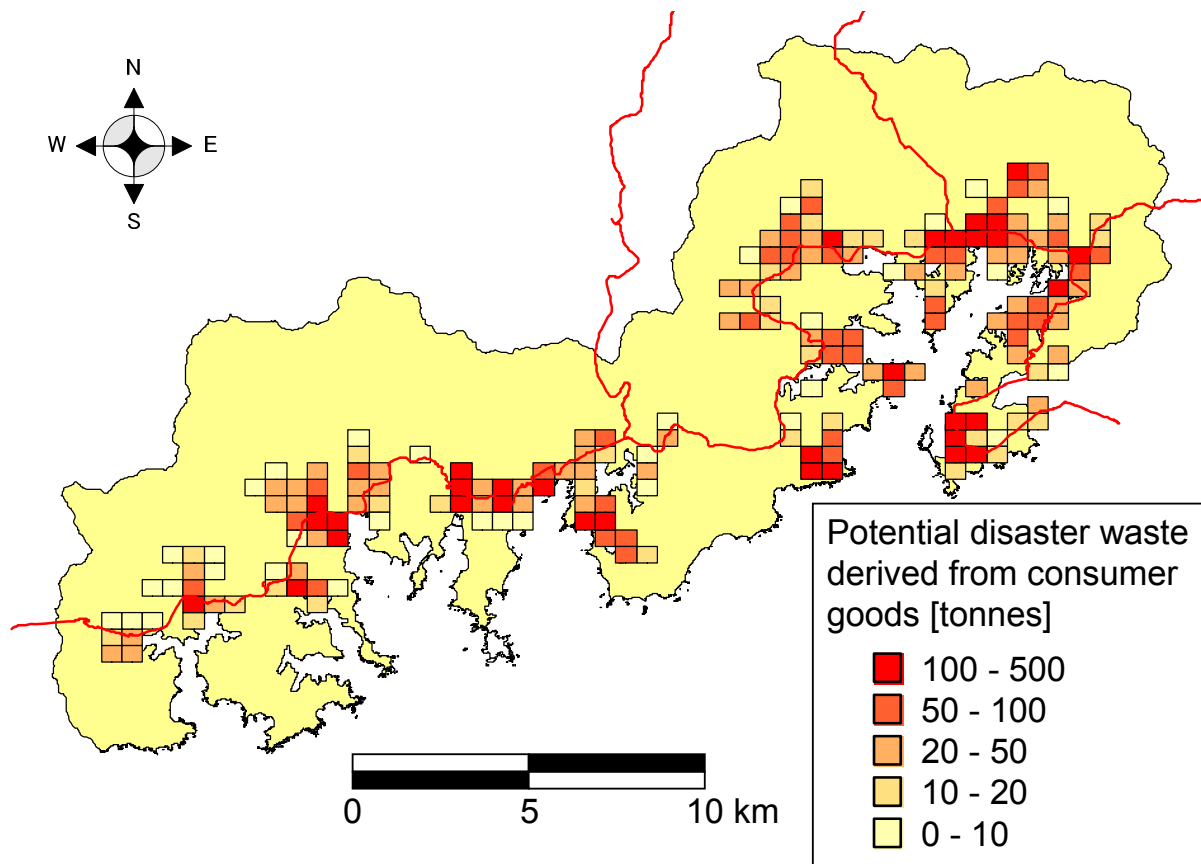 N
W E
S
Potential disaster waste
derived from consumer
goods [tonnes]
100 - 500
50 - 100
20 - 50
10 - 20
0 - 10
0 5 10 km